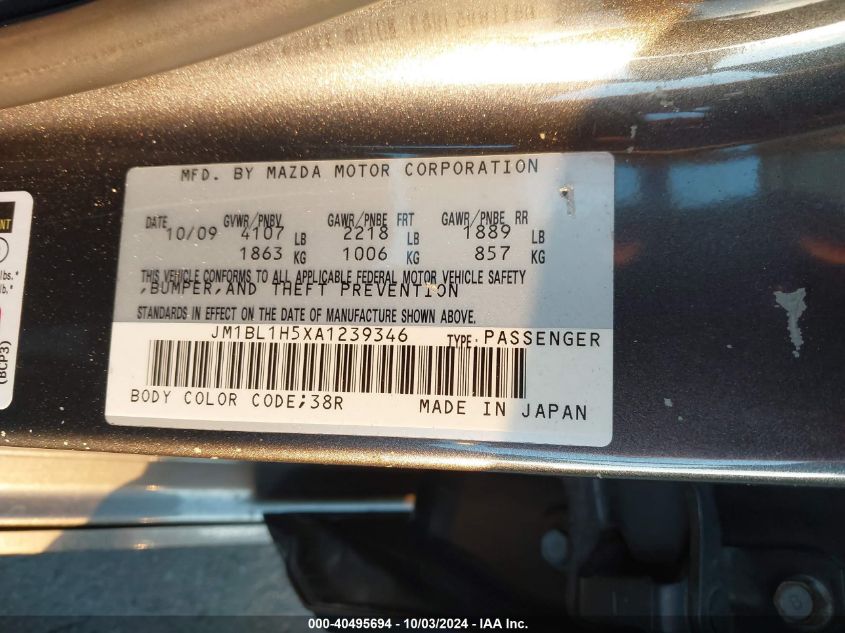 MFD. BY MAZDA MOTOR CORPORATION
DATE GVWR/PNBV GAWR/PNBE FRT GAWR/PNBE RR
10/09 4107 LB 2218 LB 1889 LB
1863 KG 1006 KG 857 KG
THIS VEHICLE CONFORMS TO ALL APPLICABLE FEDERAL MOTOR VEHICLE SAFETY
,BUMPER,AND THEFT PREVENTION
STANDARDS IN EFFECT ON THE DATE OF MANUFACTURE SHOWN ABOVE.
JM1BL1H5XA1239346 TYPE: PASSENGER
BODY COLOR CODE;38R MADE IN JAPAN
lbs.*
lb.*
(BCP3)
000-40495694 - 10/03/2024 - IAA Inc.